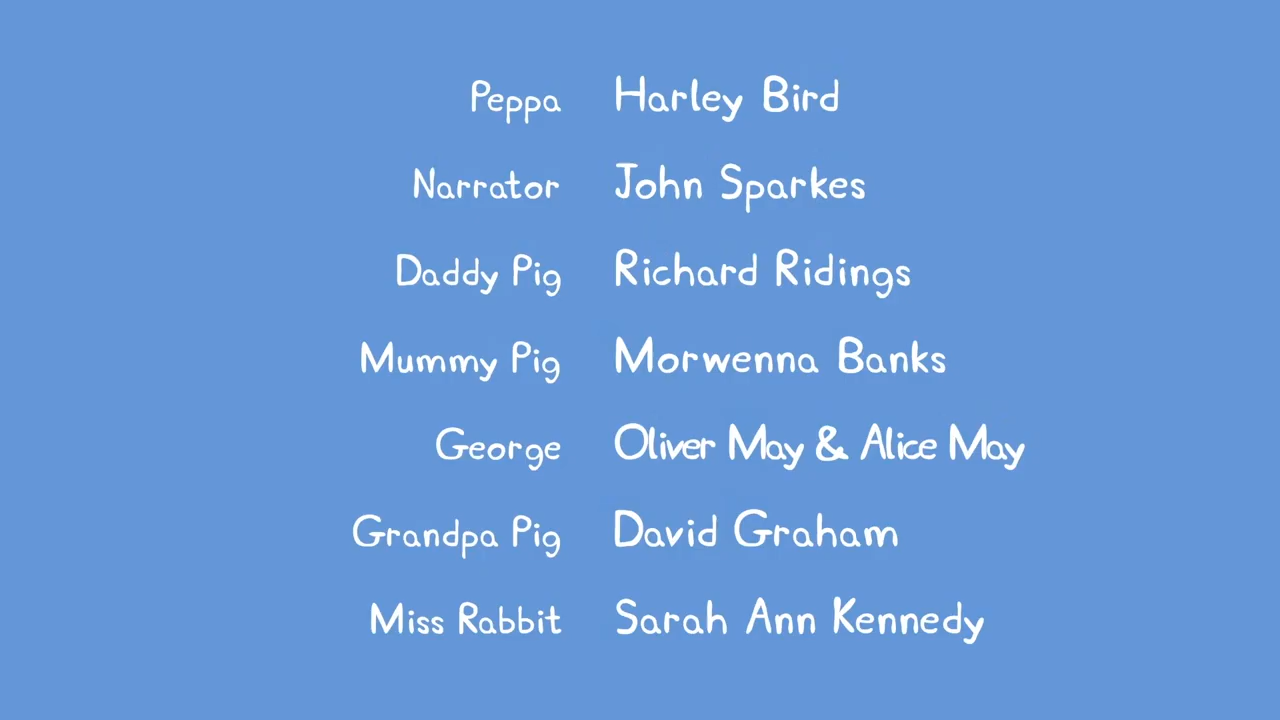 Peppa Harley Bird
Narrator John Sparkes
Daddy Pig Richard Ridings
Mummy Pig Morwenna Banks
George Oliver May & Alice May
Grandpa Pig David Graham
Miss Rabbit Sarah Ann Kennedy